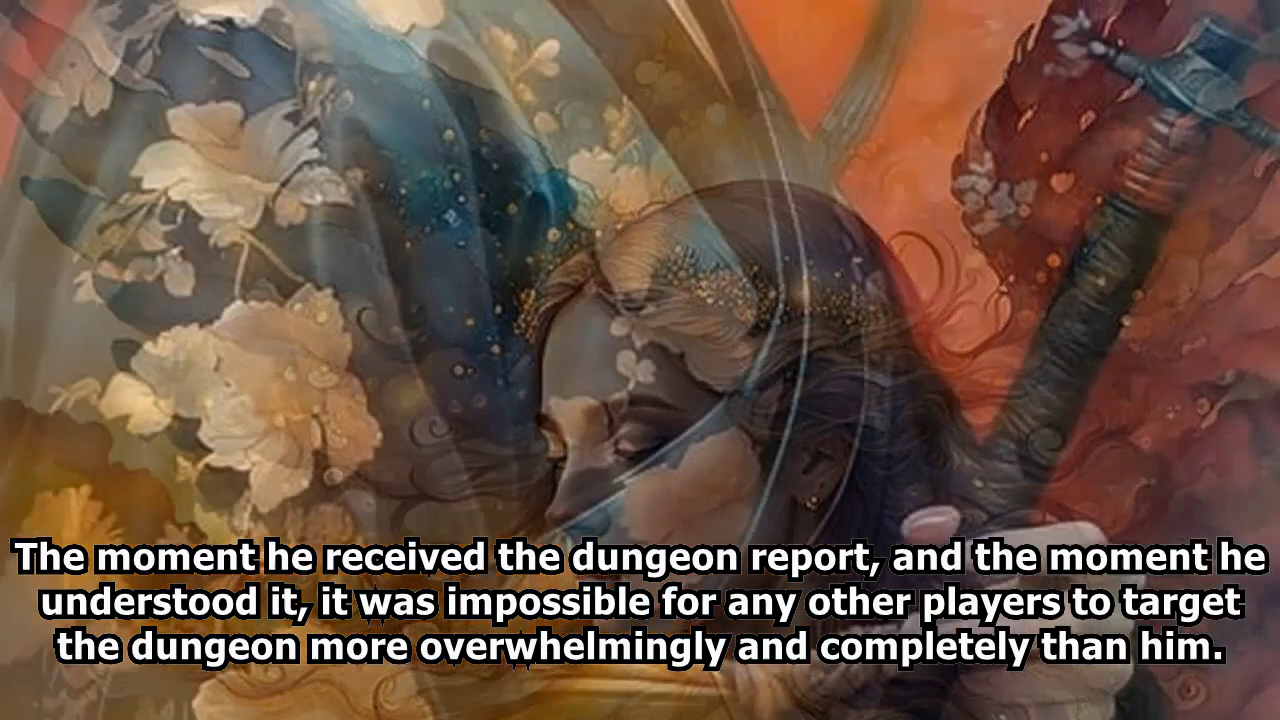 The moment he received the dungeon report, and the moment he
understood it, it was impossible for any other players to target
the dungeon more overwhelmingly and completely than him.